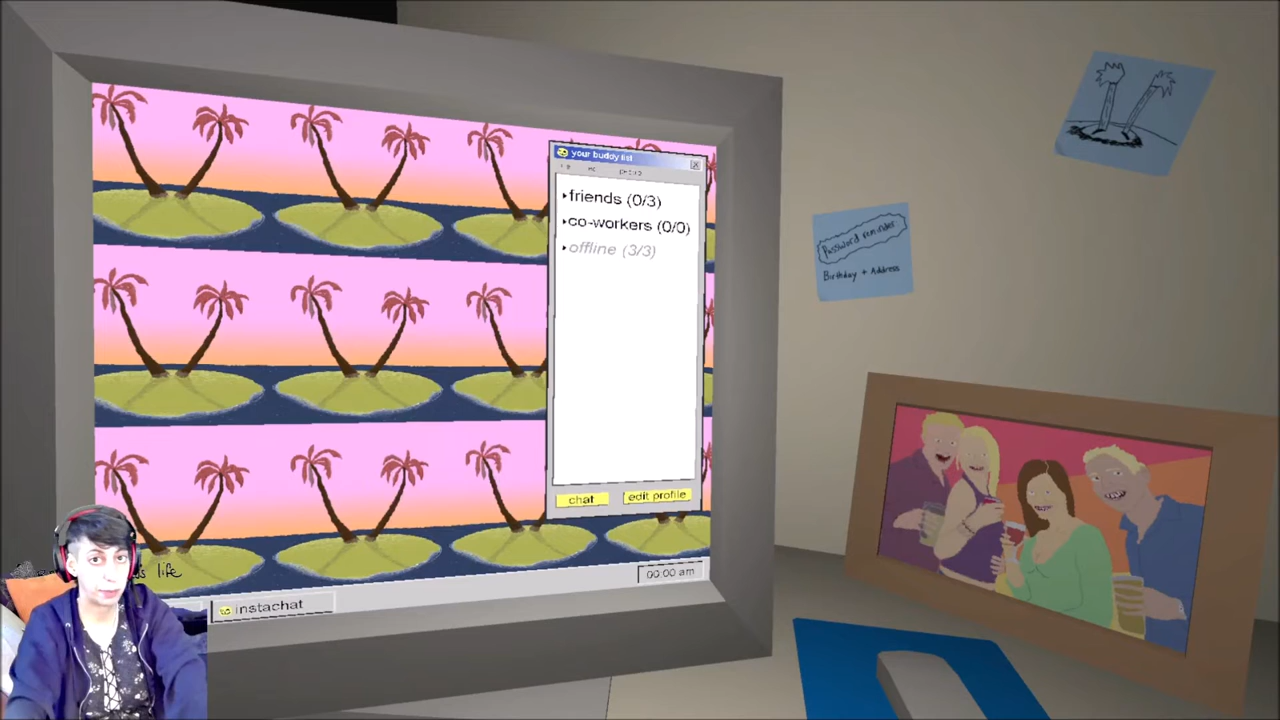 your buddy list
friends (0/3)
co-workers (0/0)
offline (3/3)
chat
edit profile
life
00:00 am
instachat
Password reminder
Birthday + Address